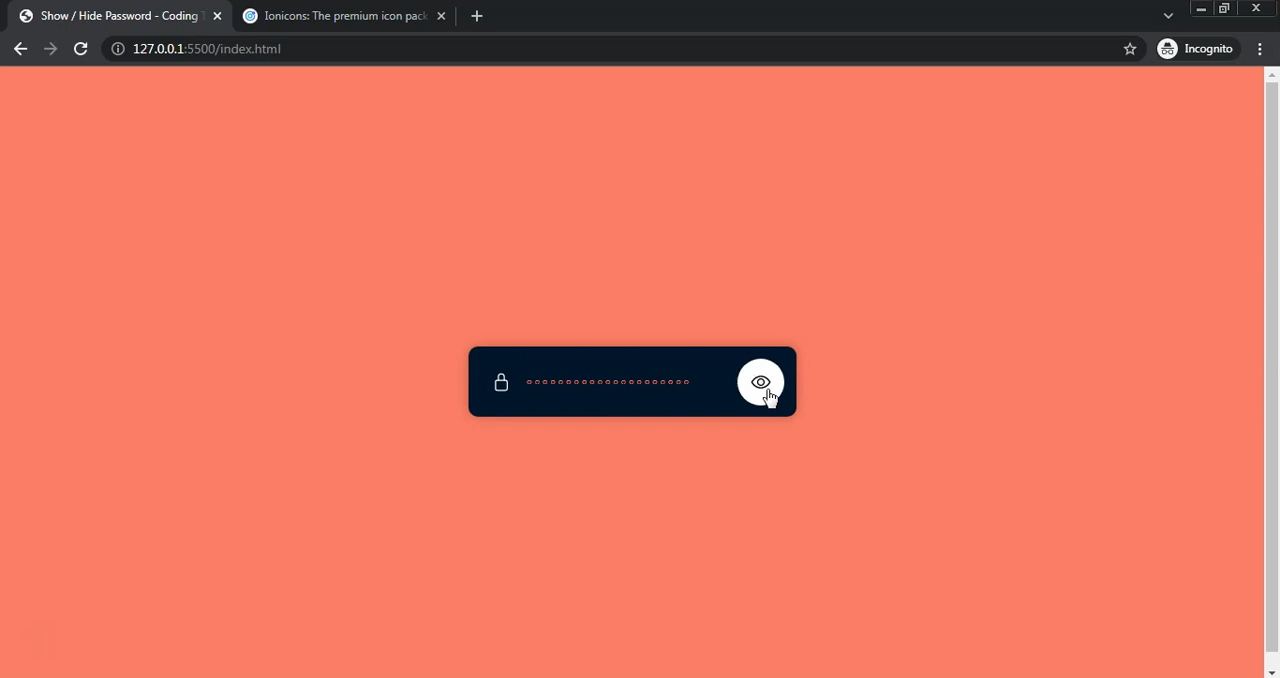 Show / Hide Password - Coding
Ionicons: The premium icon pack
127.0.0.1:5500/index.html
Incognito